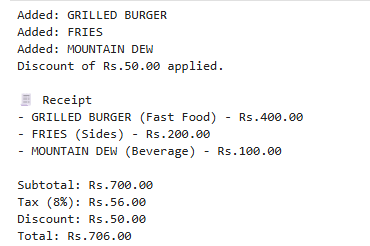 Added: GRILLED BURGER
Added: FRIES
Added: MOUNTAIN DEW
Discount of Rs.50.00 applied.
🧾 Receipt
- GRILLED BURGER (Fast Food) - Rs.400.00
- FRIES (Sides) - Rs.200.00
- MOUNTAIN DEW (Beverage) - Rs.100.00
Subtotal: Rs.700.00
Tax (8%): Rs.56.00
Discount: Rs.50.00
Total: Rs.706.00